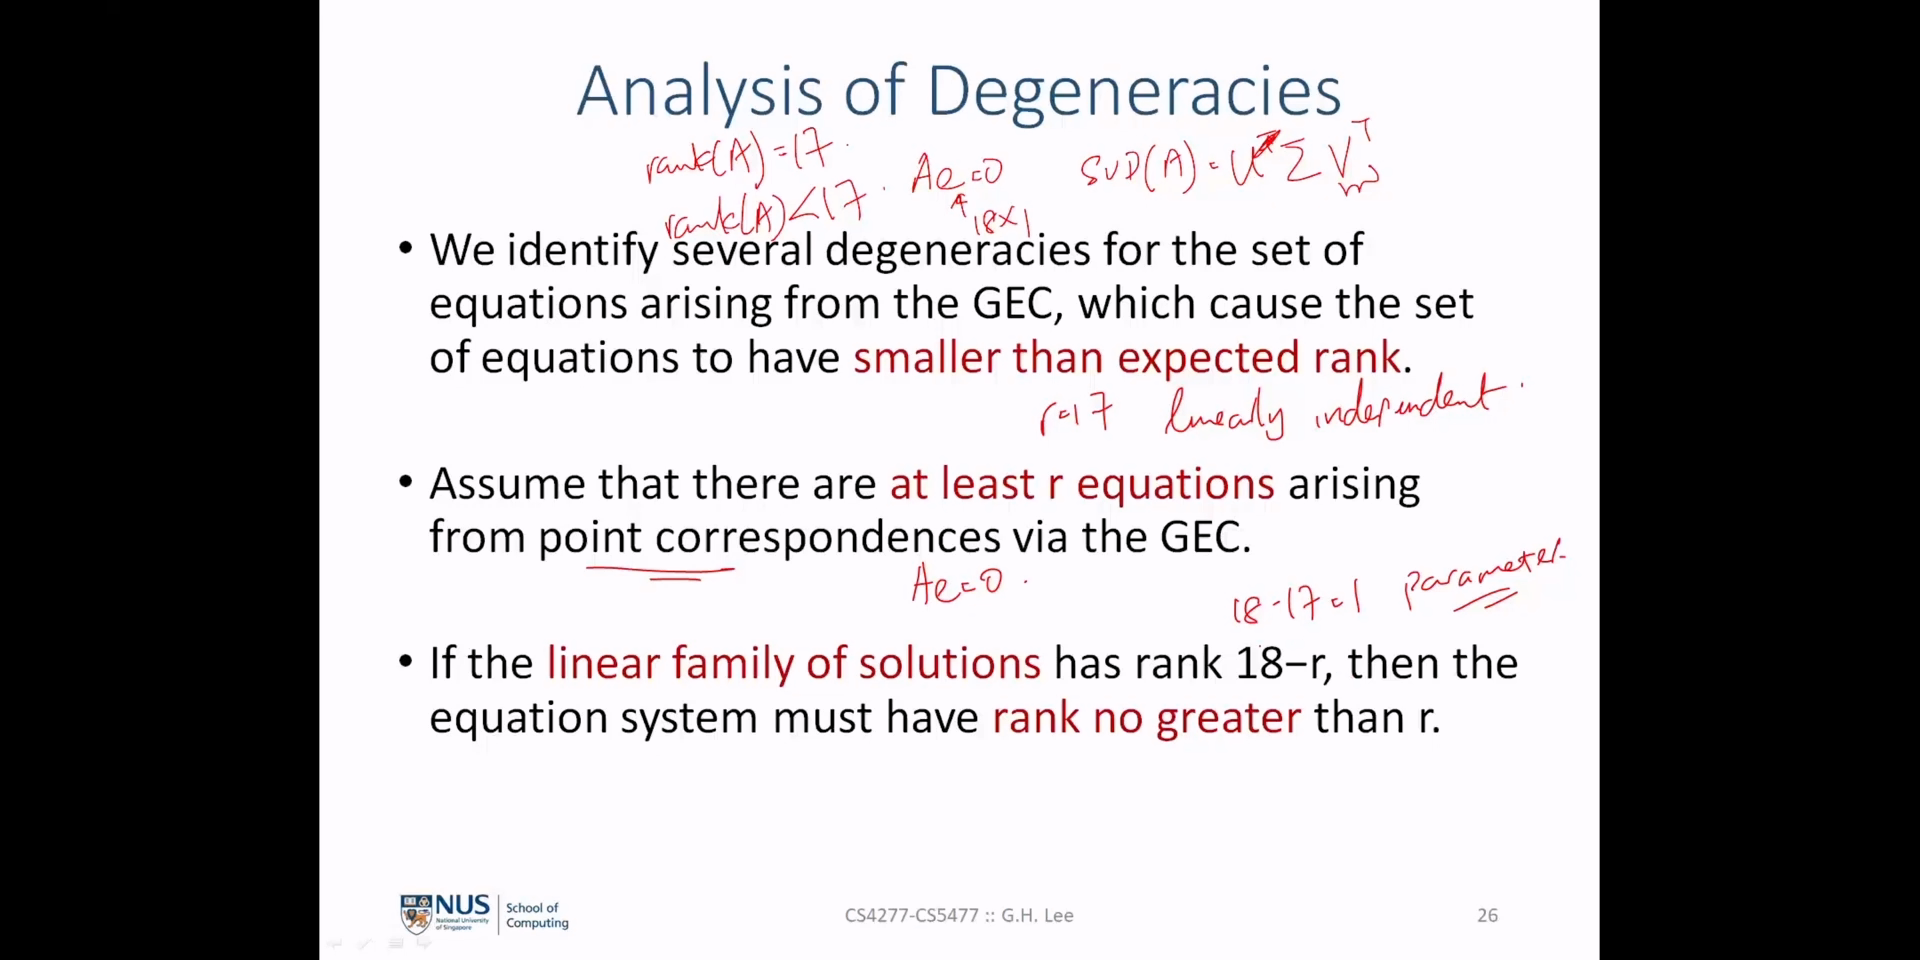 Analysis of Degeneracies
rank(A)=17.
rank(A)<17. Ae=0 SVD(A)=UΣV^T
18×1
• We identify several degeneracies for the set of
equations arising from the GEC, which cause the set
of equations to have smaller than expected rank.
r=17 linearly independent.
• Assume that there are at least r equations arising
from point correspondences via the GEC.
Ae=0.
18-17=1 parameter.
• If the linear family of solutions has rank 18−r, then the
equation system must have rank no greater than r.
NUS
National University
of Singapore
School of
Computing
CS4277-CS5477 :: G.H. Lee
26